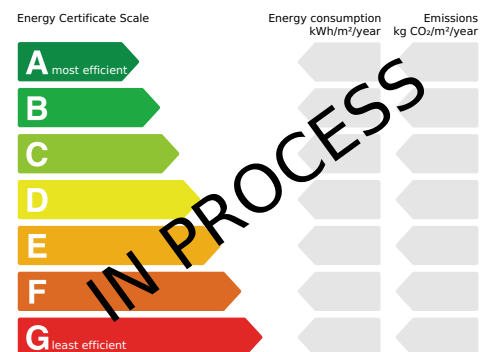 Energy Certificate Scale
Energy consumption
kWh/m²/year
Emissions
kg CO₂/m²/year
A most efficient
B
C
D
E
F
G least efficient
IN PROCESS